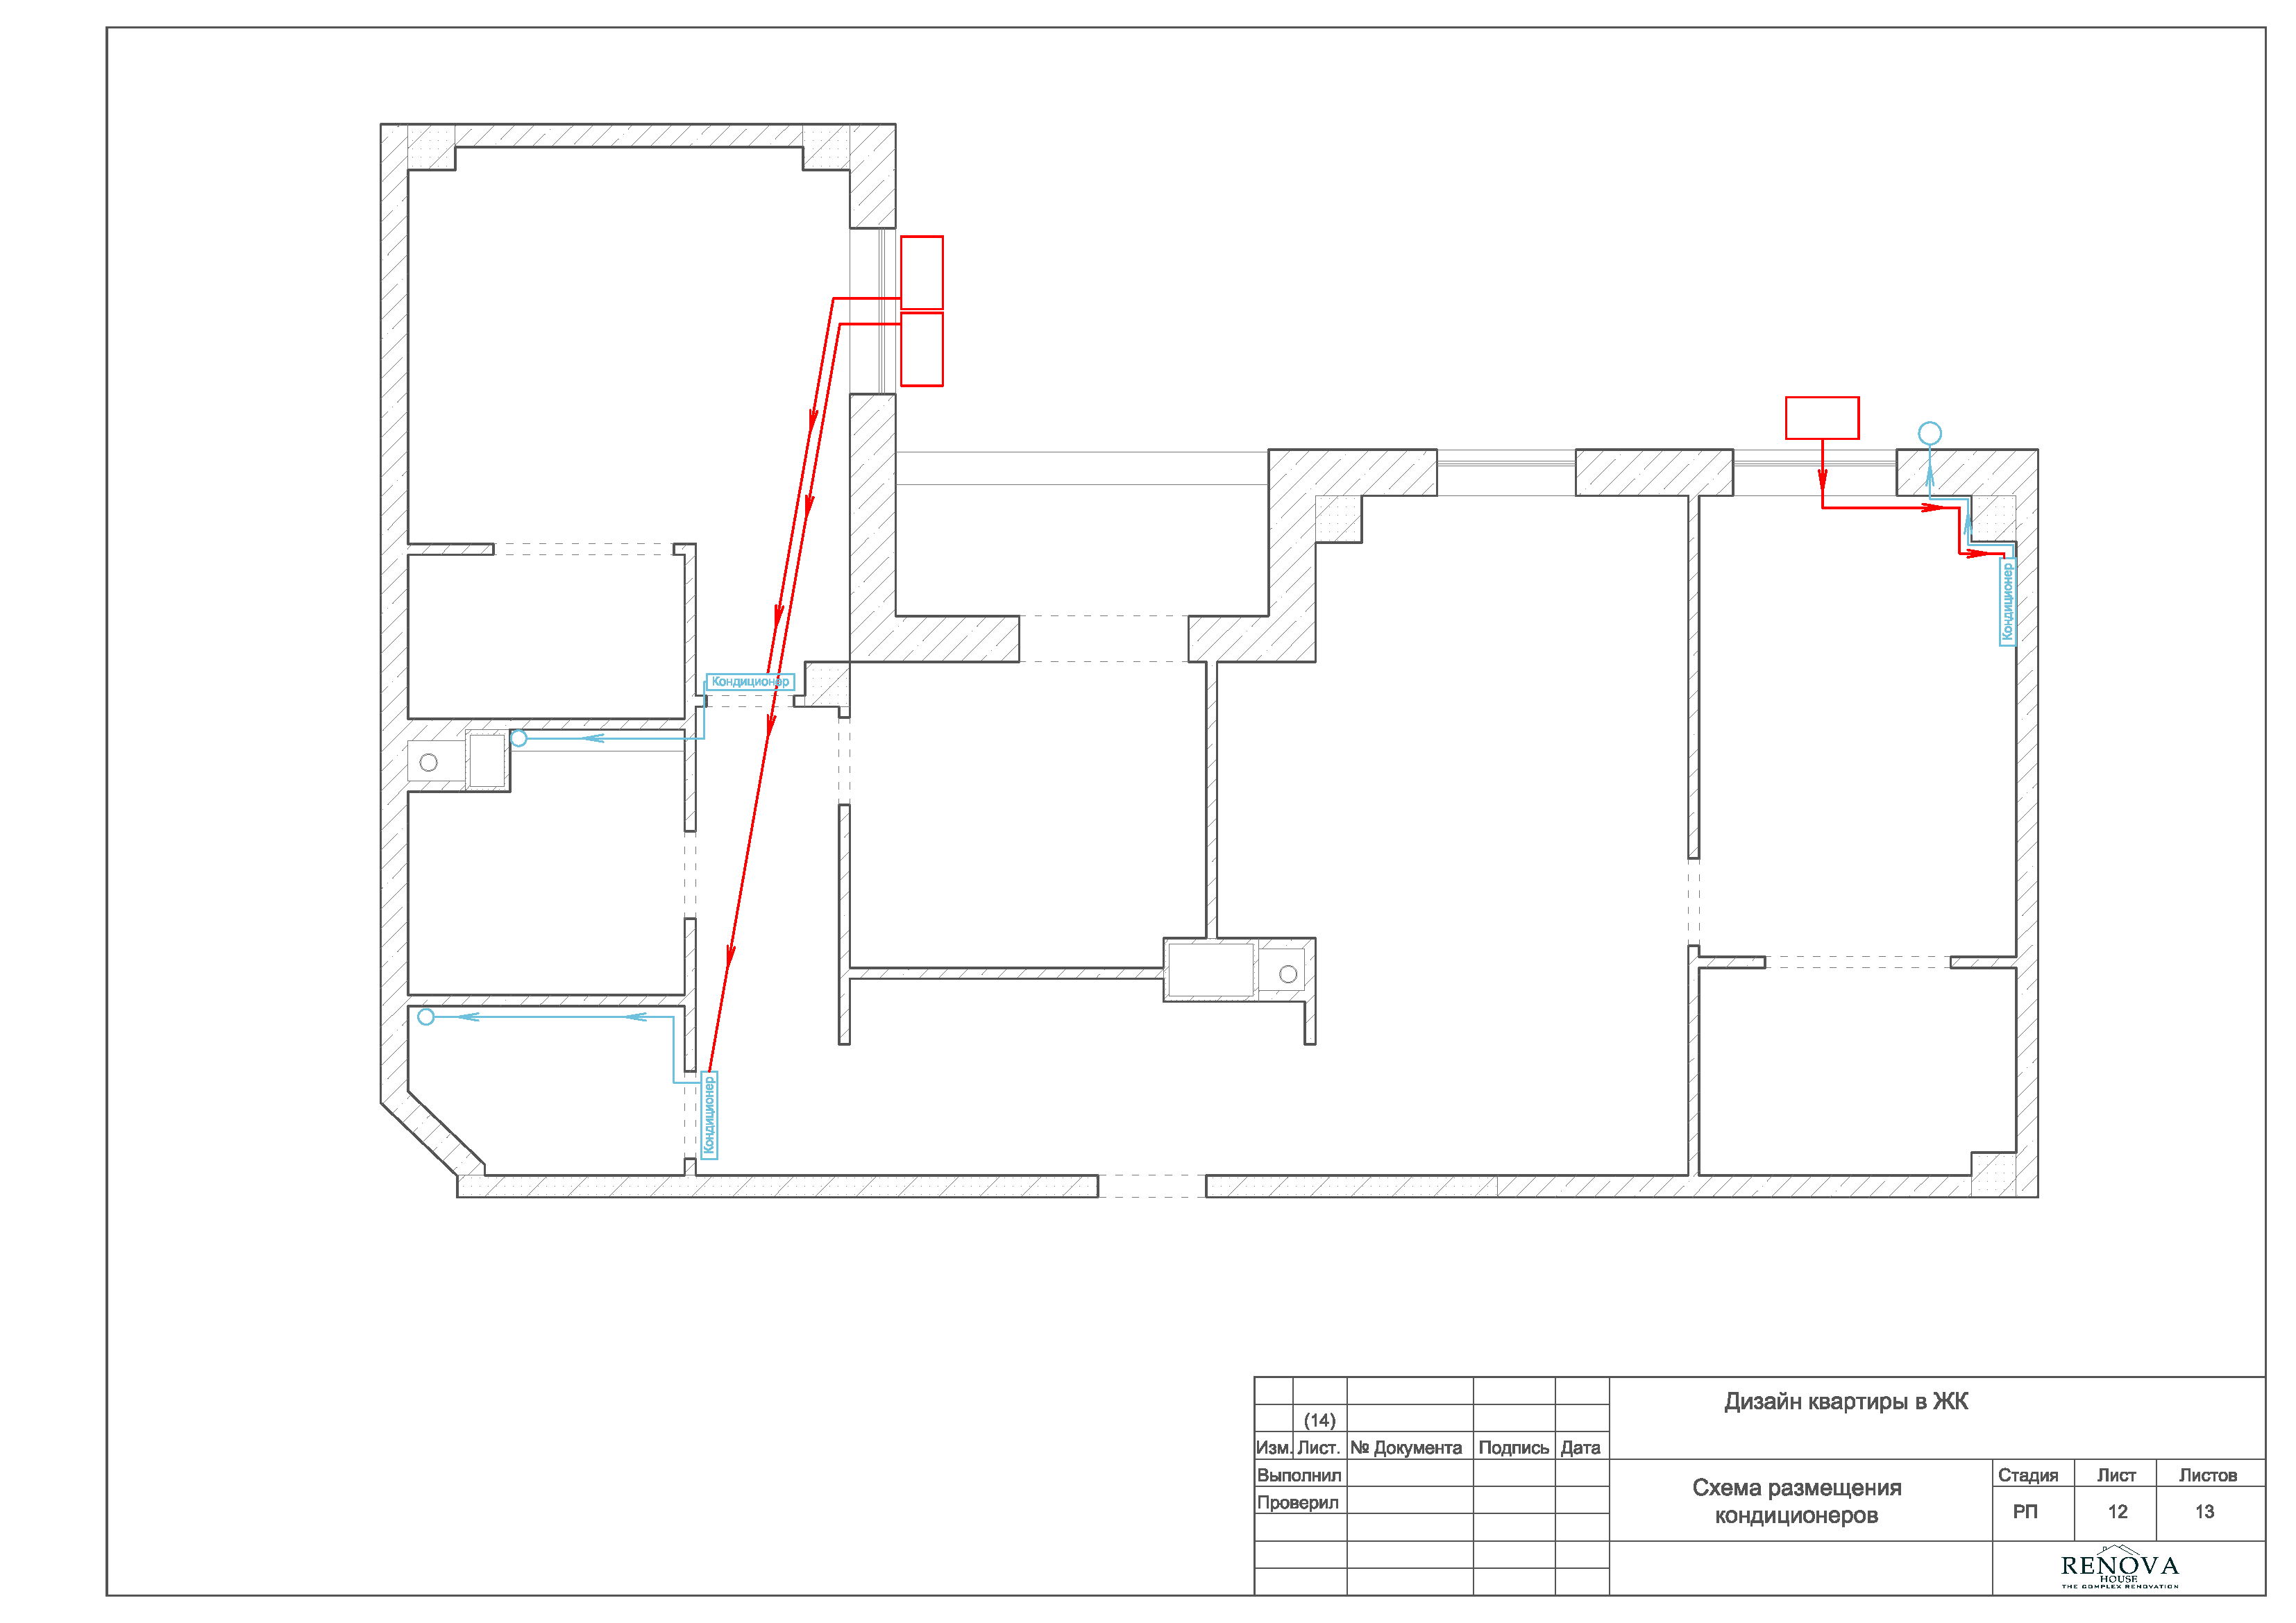 Кондиционер
Кондиционер
Кондиционер
Дизайн квартиры в ЖК
(14)
Изм. Лист. № Документа Подпись Дата
Выполнил
Проверил
Схема размещения
кондиционеров
Стадия Лист Листов
РП 12 13
RENOVA
HOUSE
THE COMPLEX RENOVATION